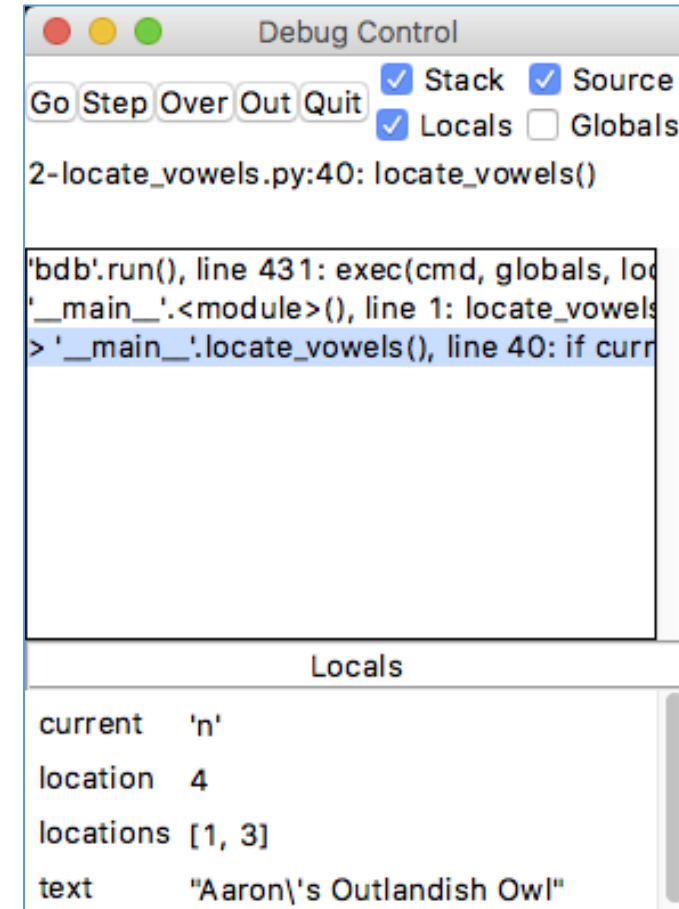 Debug Control
Go Step Over Out Quit
Stack Source
Locals Globals
2-locate_vowels.py:40: locate_vowels()
'bdb'.run(), line 431: exec(cmd, globals, loc
'__main__'.<module>(), line 1: locate_vowels
> '__main__'.locate_vowels(), line 40: if curr
Locals
current 'n'
location 4
locations [1, 3]
text "Aaron\'s Outlandish Owl"